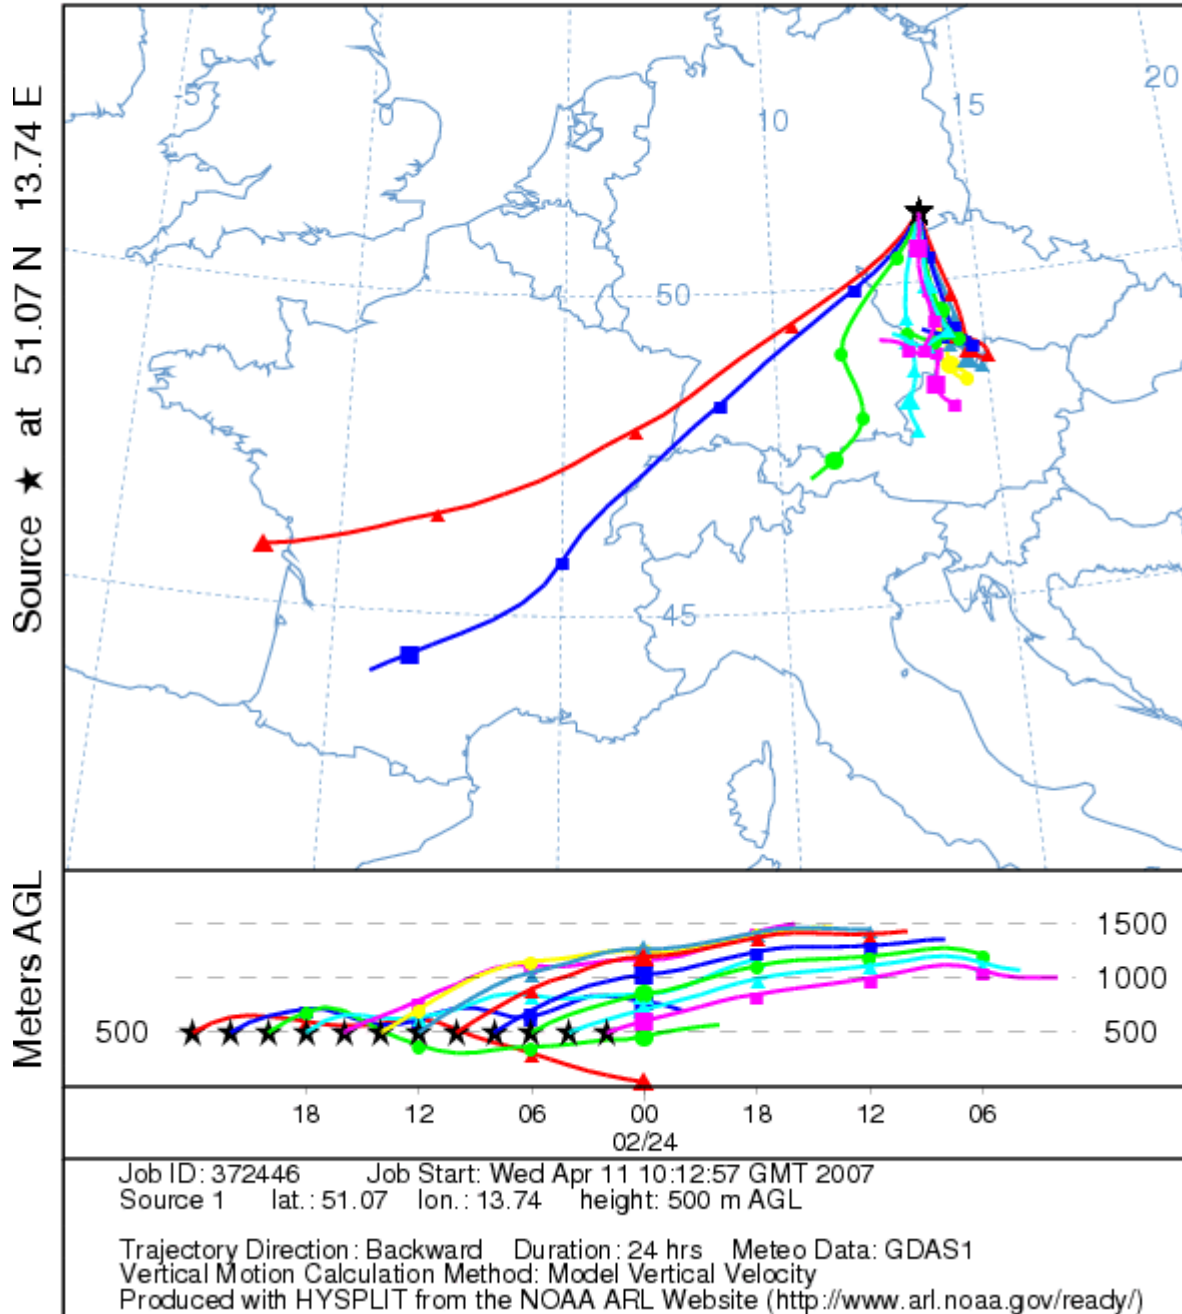 Source ★ at 51.07 N 13.74 E
-5
0
5
10
15
20
50
45
Meters AGL
1500
1000
500
500
18 12 06 00 18 12 06
02/24
Job ID: 372446 Job Start: Wed Apr 11 10:12:57 GMT 2007
Source 1 lat.: 51.07 lon.: 13.74 height: 500 m AGL
Trajectory Direction: Backward Duration: 24 hrs Meteo Data: GDAS1
Vertical Motion Calculation Method: Model Vertical Velocity
Produced with HYSPLIT from the NOAA ARL Website (http://www.arl.noaa.gov/ready/)